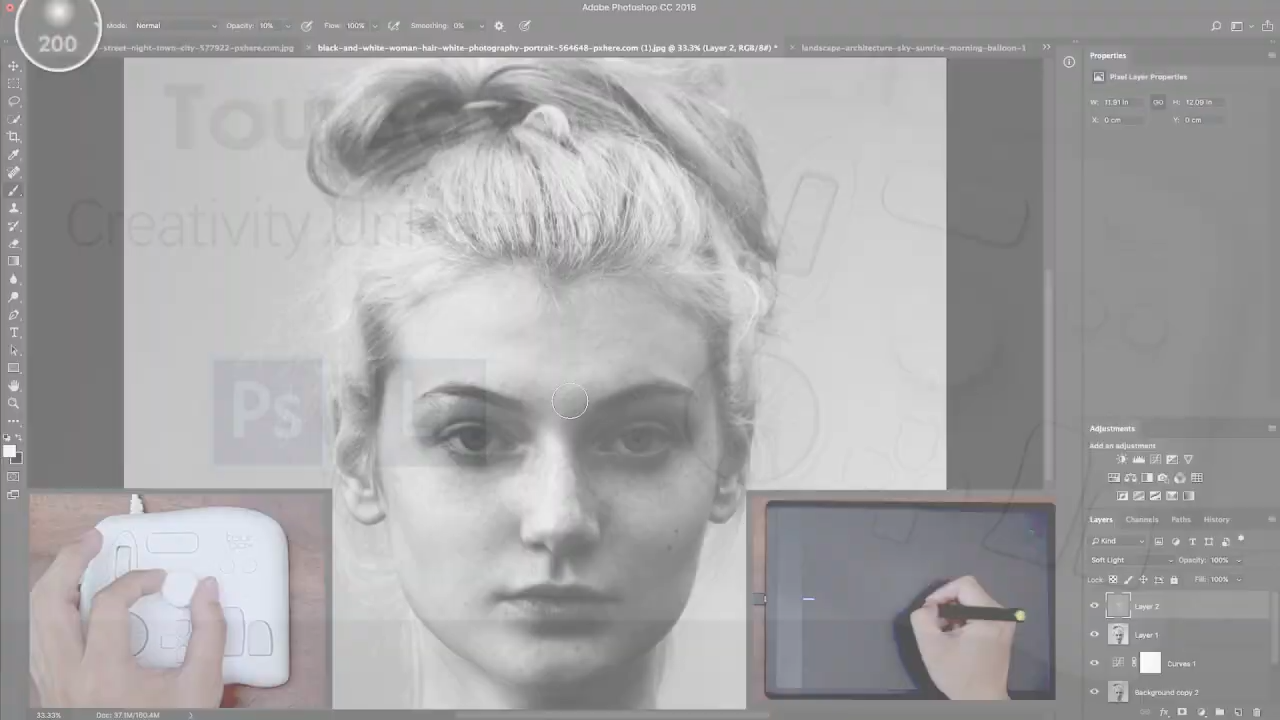 Adobe Photoshop CC 2018
200
Mode: Normal Opacity: 10% Flow: 100% Smoothing: 0%
-street-night-town-city-577922-pxhere.com.jpg
black-and-white-woman-hair-white-photography-portrait-564648-pxhere.com (1).jpg @ 33.3% (Layer 2, RGB/8#) *
landscape-architecture-sky-sunrise-morning-balloon-1
Properties
Pixel Layer Properties
W: 11.91 in H: 12.09 in
X: 0 cm Y: 0 cm
Tou
Creativity
Ps
L
Adjustments
Add an adjustment
Layers Channels Paths History
Kind
Soft Light Opacity: 100%
Lock: Fill: 100%
Layer 2
Layer 1
Curves 1
Background copy 2
33.33% Doc: 37.1M/160.4M